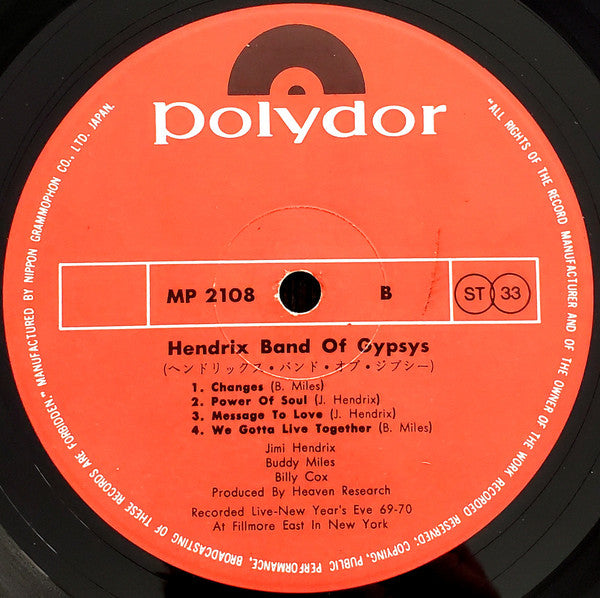 polydor
MP 2108
B
ST 33
Hendrix Band Of Gypsys
(ヘンドリックス・バンド・オブ・ジプシー)
1. Changes (B. Miles)
2. Power Of Soul (J. Hendrix)
3. Message To Love (J. Hendrix)
4. We Gotta Live Together (B. Miles)
Jimi Hendrix
Buddy Miles
Billy Cox
Produced By Heaven Research
Recorded Live-New Year's Eve 69-70
At Fillmore East In New York
"ALL RIGHTS OF THE RECORD MANUFACTURER AND OF THE OWNER OF THE WORK RECORDED RESERVED; COPYING, PUBLIC PERFORMANCE, BROADCASTING OF THESE RECORDS ARE FORBIDDEN." MANUFACTURED BY NIPPON GRAMMOPHON CO., LTD. JAPAN.